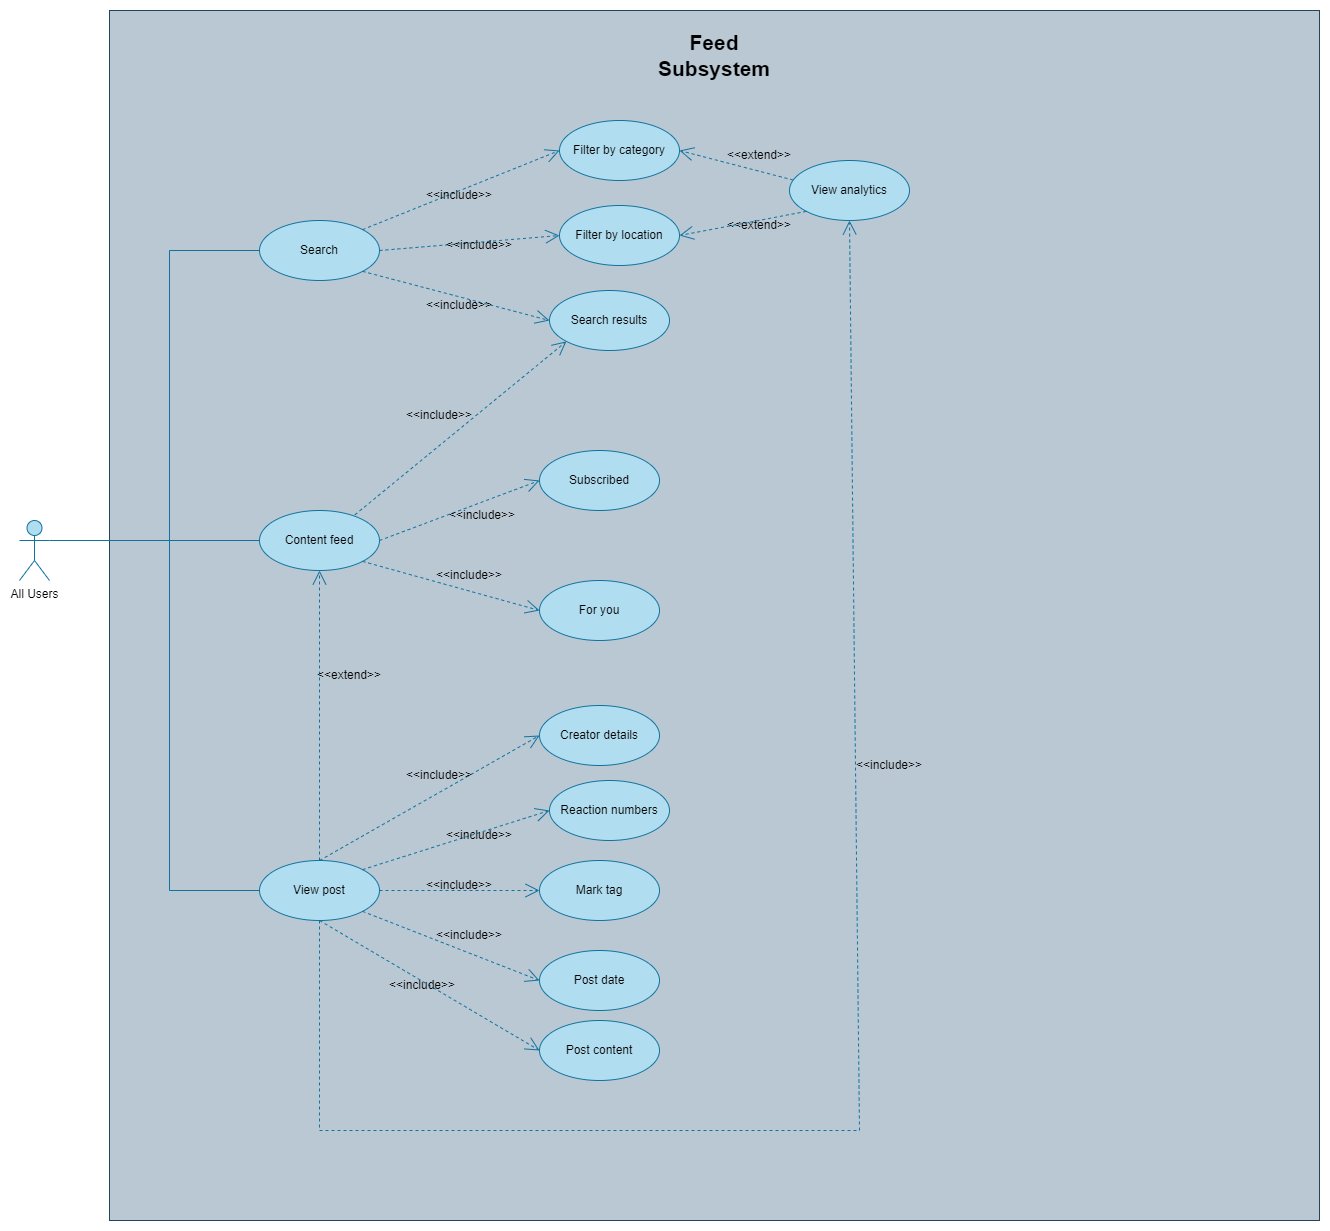 Feed
Subsystem
Filter by category
<<extend>>
View analytics
<<include>>
Filter by location
<<extend>>
Search
<<include>>
<<include>>
Search results
<<include>>
Subscribed
<<include>>
Content feed
<<include>>
All Users
For you
<<extend>>
Creator details
<<include>>
<<include>>
Reaction numbers
<<include>>
View post
<<include>>
Mark tag
<<include>>
Post date
<<include>>
Post content